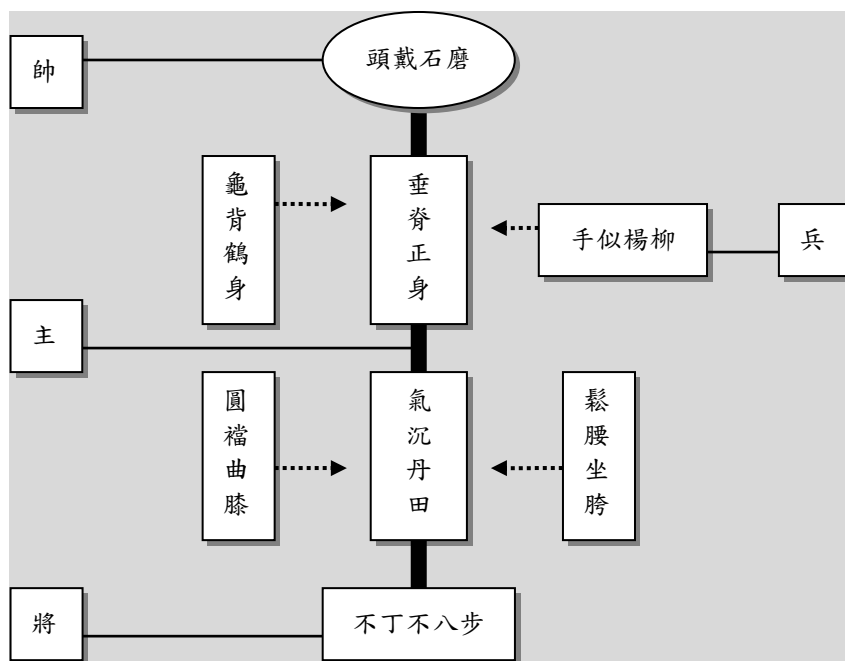 帥
頭戴石磨
龜背鶴身
垂脊正身
手似楊柳
兵
主
圓襠曲膝
氣沉丹田
鬆腰坐胯
將
不丁不八步